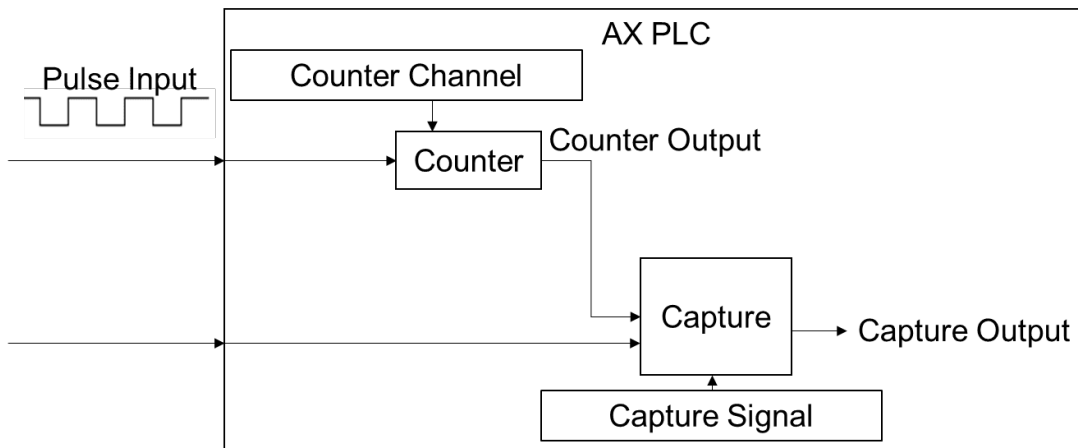 AX PLC
Pulse Input
Counter Channel
Counter
Counter Output
Capture
Capture Output
Capture Signal